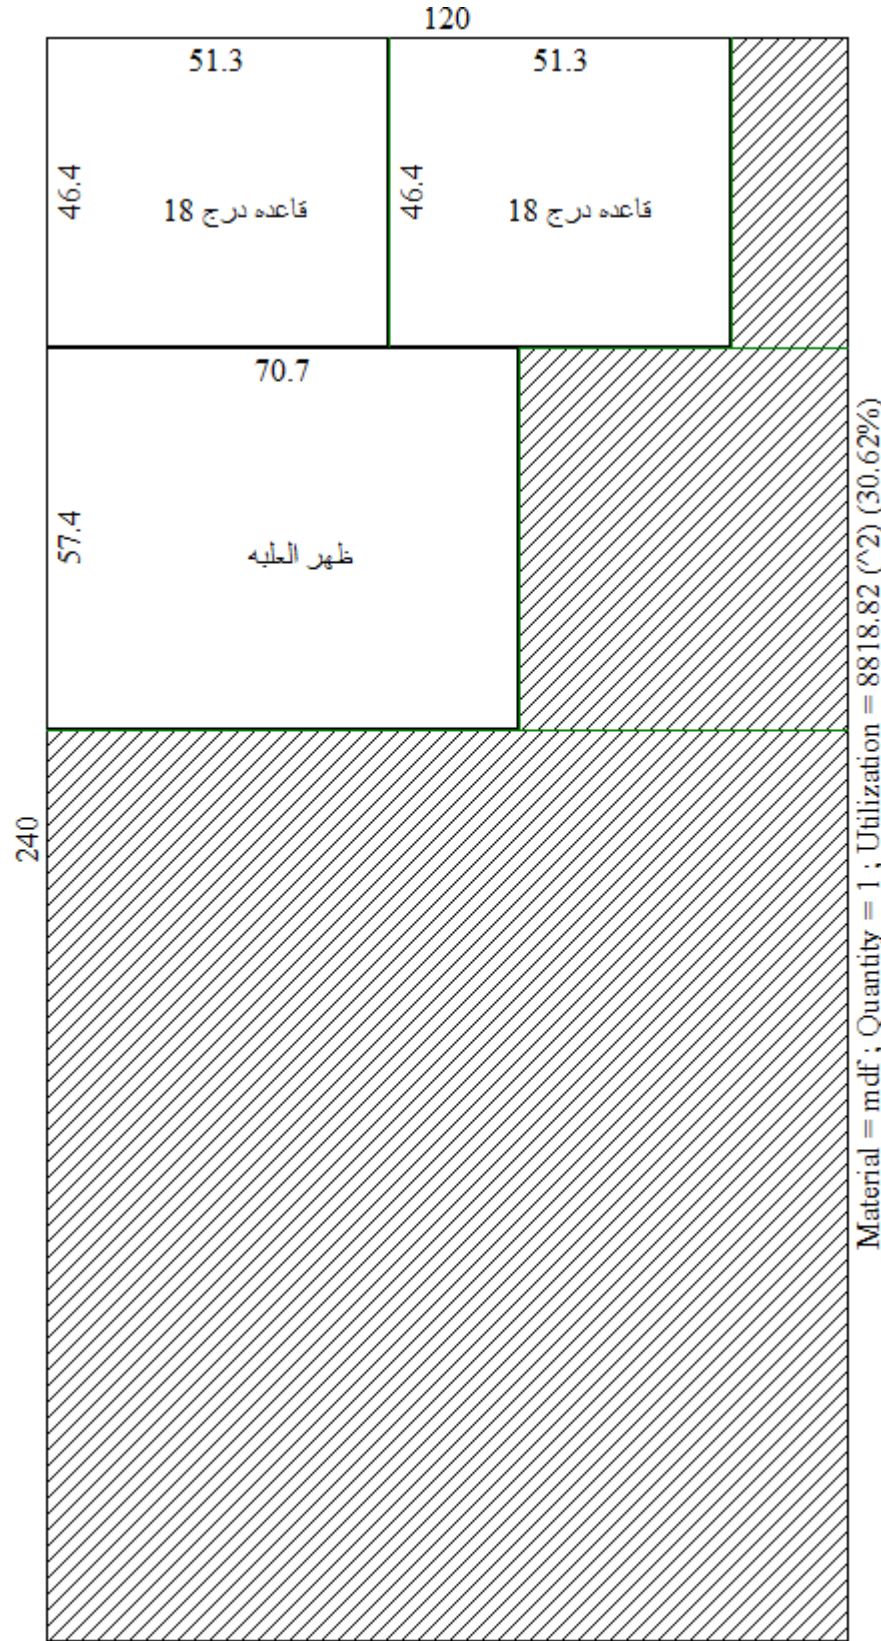 120
51.3
51.3
46.4
46.4
قاعده درج 18
قاعده درج 18
70.7
57.4
ظهر العلبه
240
Material = mdf ; Quantity = 1 ; Utilization = 8818.82 (^2) (30.62%)